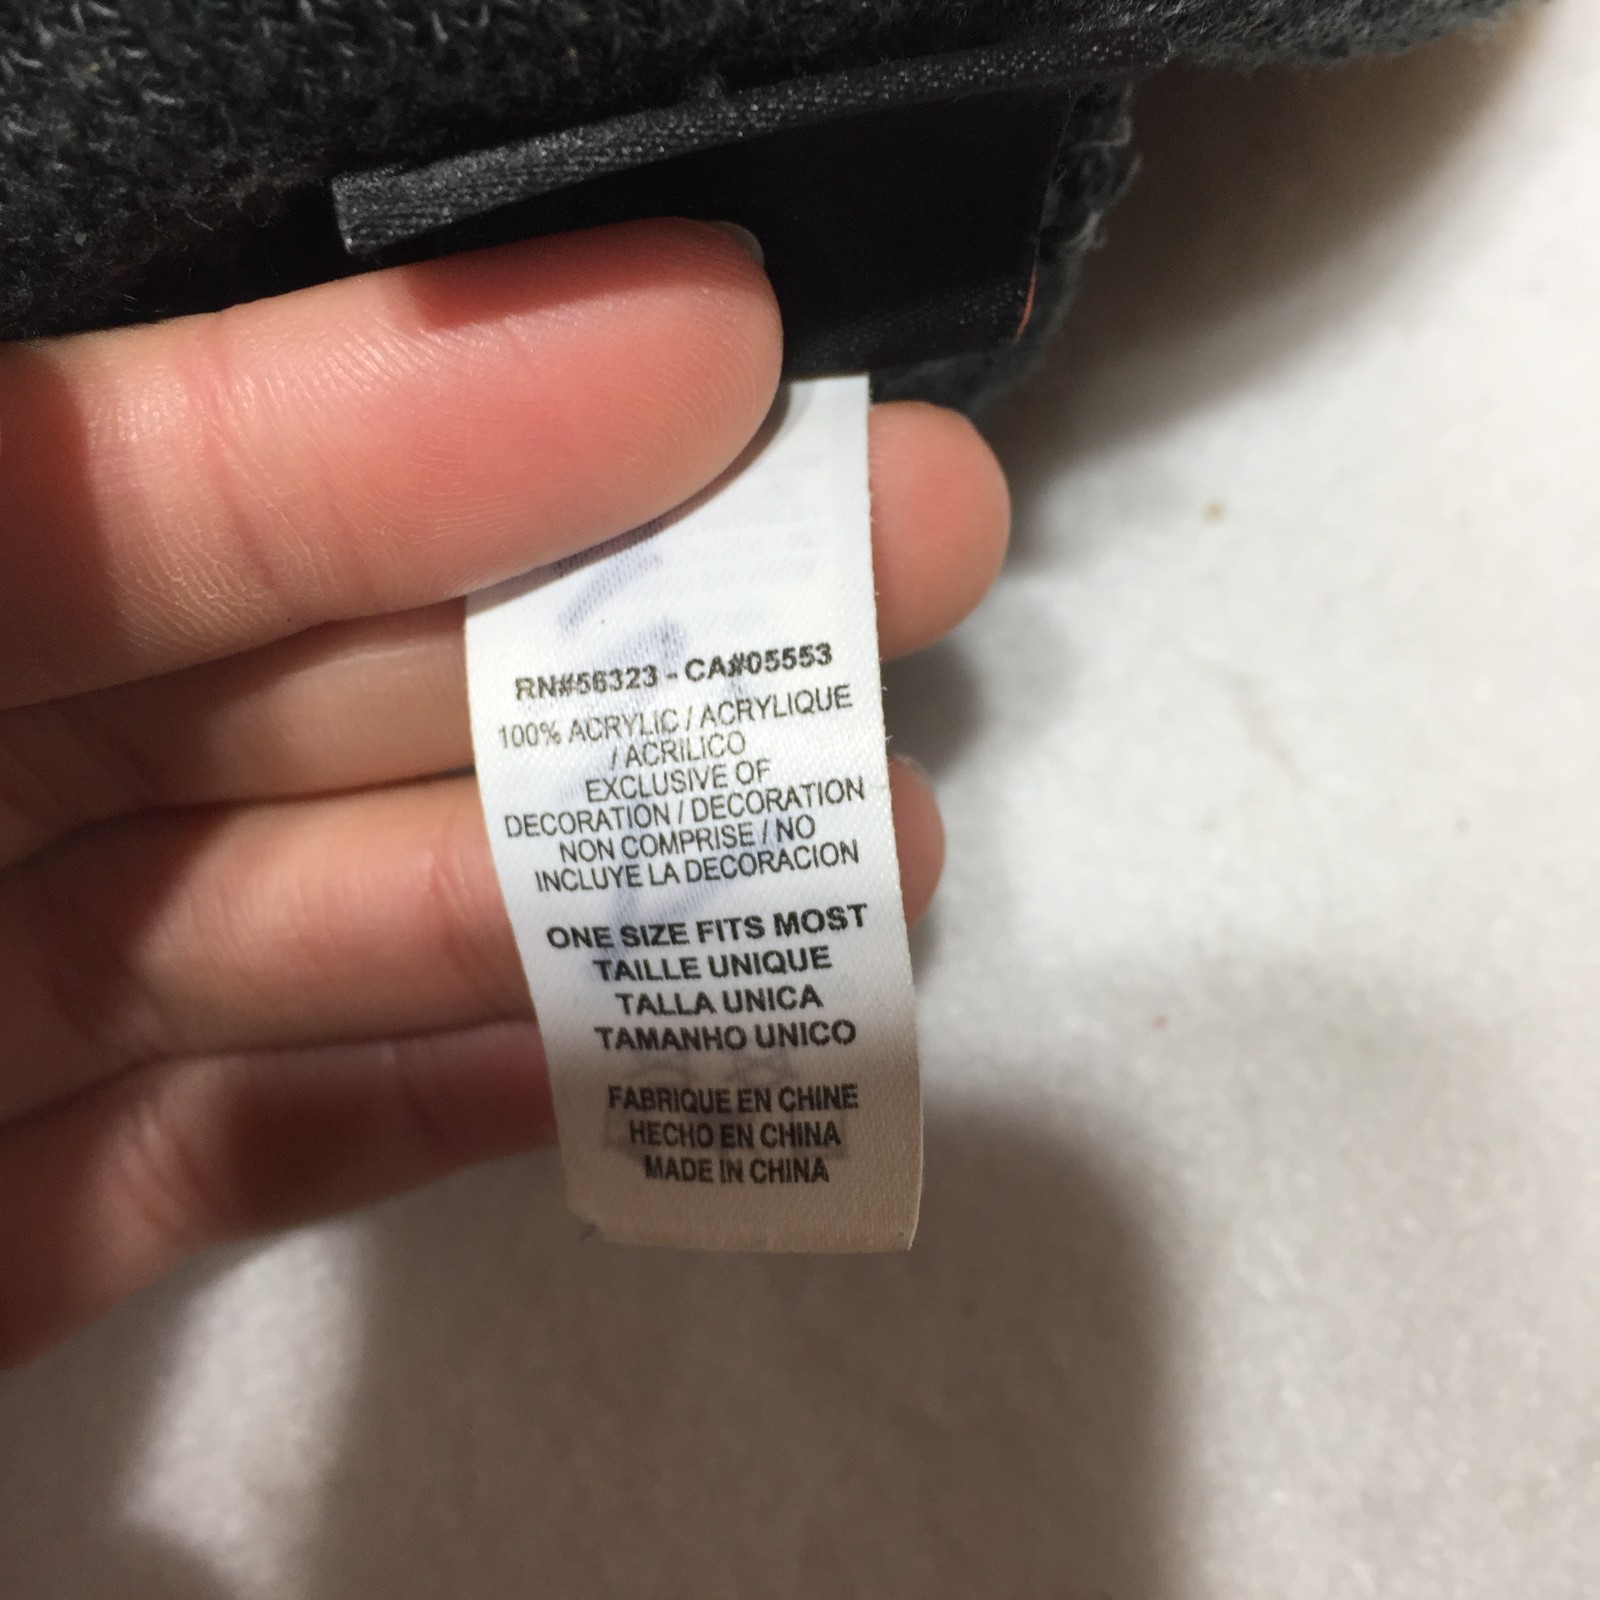 RN#56323 - CA#05553
100% ACRYLIC / ACRYLIQUE
/ ACRILICO
EXCLUSIVE OF
DECORATION / DECORATION
NON COMPRISE / NO
INCLUYE LA DECORACION
ONE SIZE FITS MOST
TAILLE UNIQUE
TALLA UNICA
TAMANHO UNICO
FABRIQUE EN CHINE
HECHO EN CHINA
MADE IN CHINA